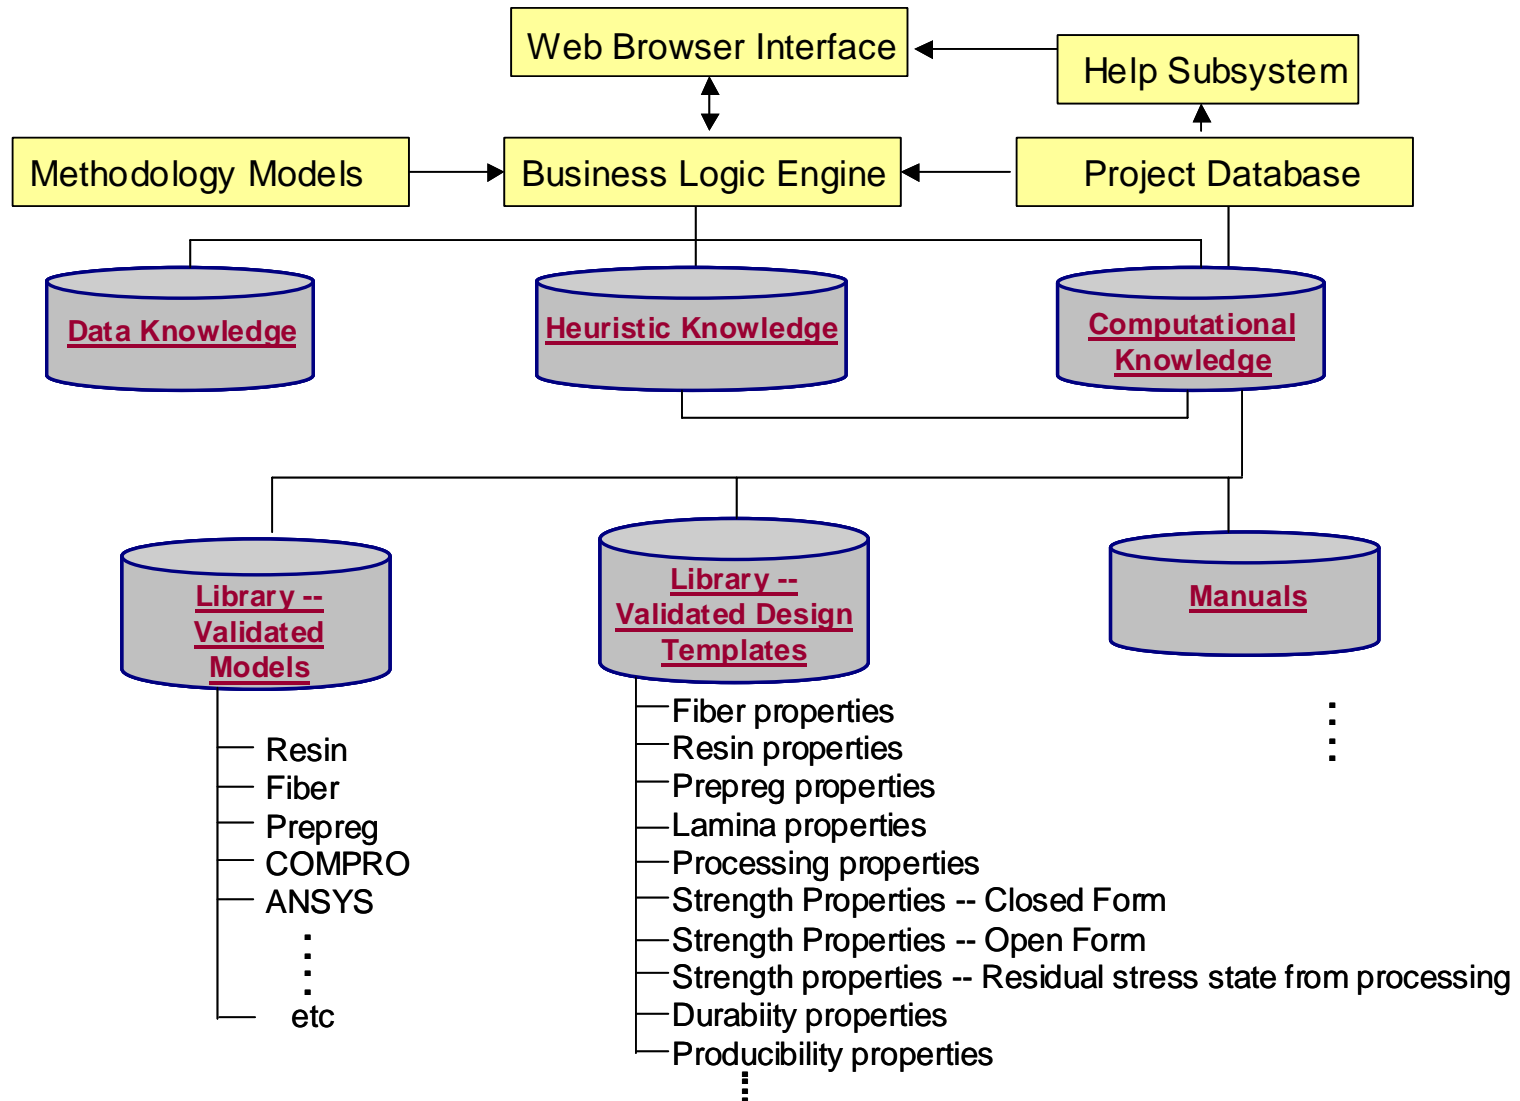 Web Browser Interface
Help Subsystem
Methodology Models
Business Logic Engine
Project Database
Data Knowledge
Heuristic Knowledge
Computational
Knowledge
Library --
Validated
Models
Library --
Validated Design
Templates
Manuals
Resin
Fiber
Prepreg
COMPRO
ANSYS
etc
Fiber properties
Resin properties
Prepreg properties
Lamina properties
Processing properties
Strength Properties -- Closed Form
Strength Properties -- Open Form
Strength properties -- Residual stress state from processing
Durabiity properties
Producibility properties